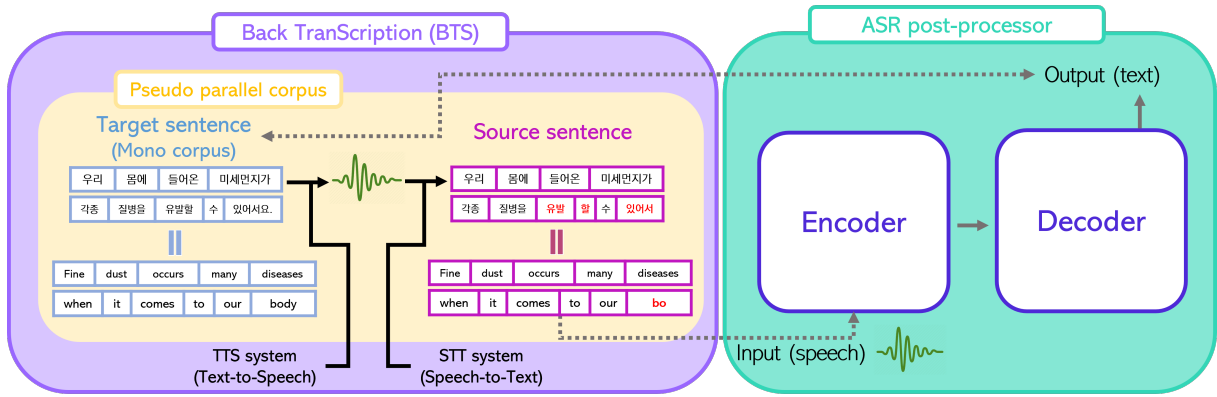 Back TranScription (BTS)
ASR post-processor
Pseudo parallel corpus
Output (text)
Target sentence
(Mono corpus)
Source sentence
우리 몸에 들어온 미세먼지가
각종 질병을 유발할 수 있어서요.
Fine dust occurs many diseases
when it comes to our body
우리 몸에 들어온 미세먼지가
각종 질병을 유발 할 수 있어서
Fine dust occurs many diseases
when it comes to our bo
TTS system
(Text-to-Speech)
STT system
(Speech-to-Text)
Encoder
Decoder
Input (speech)